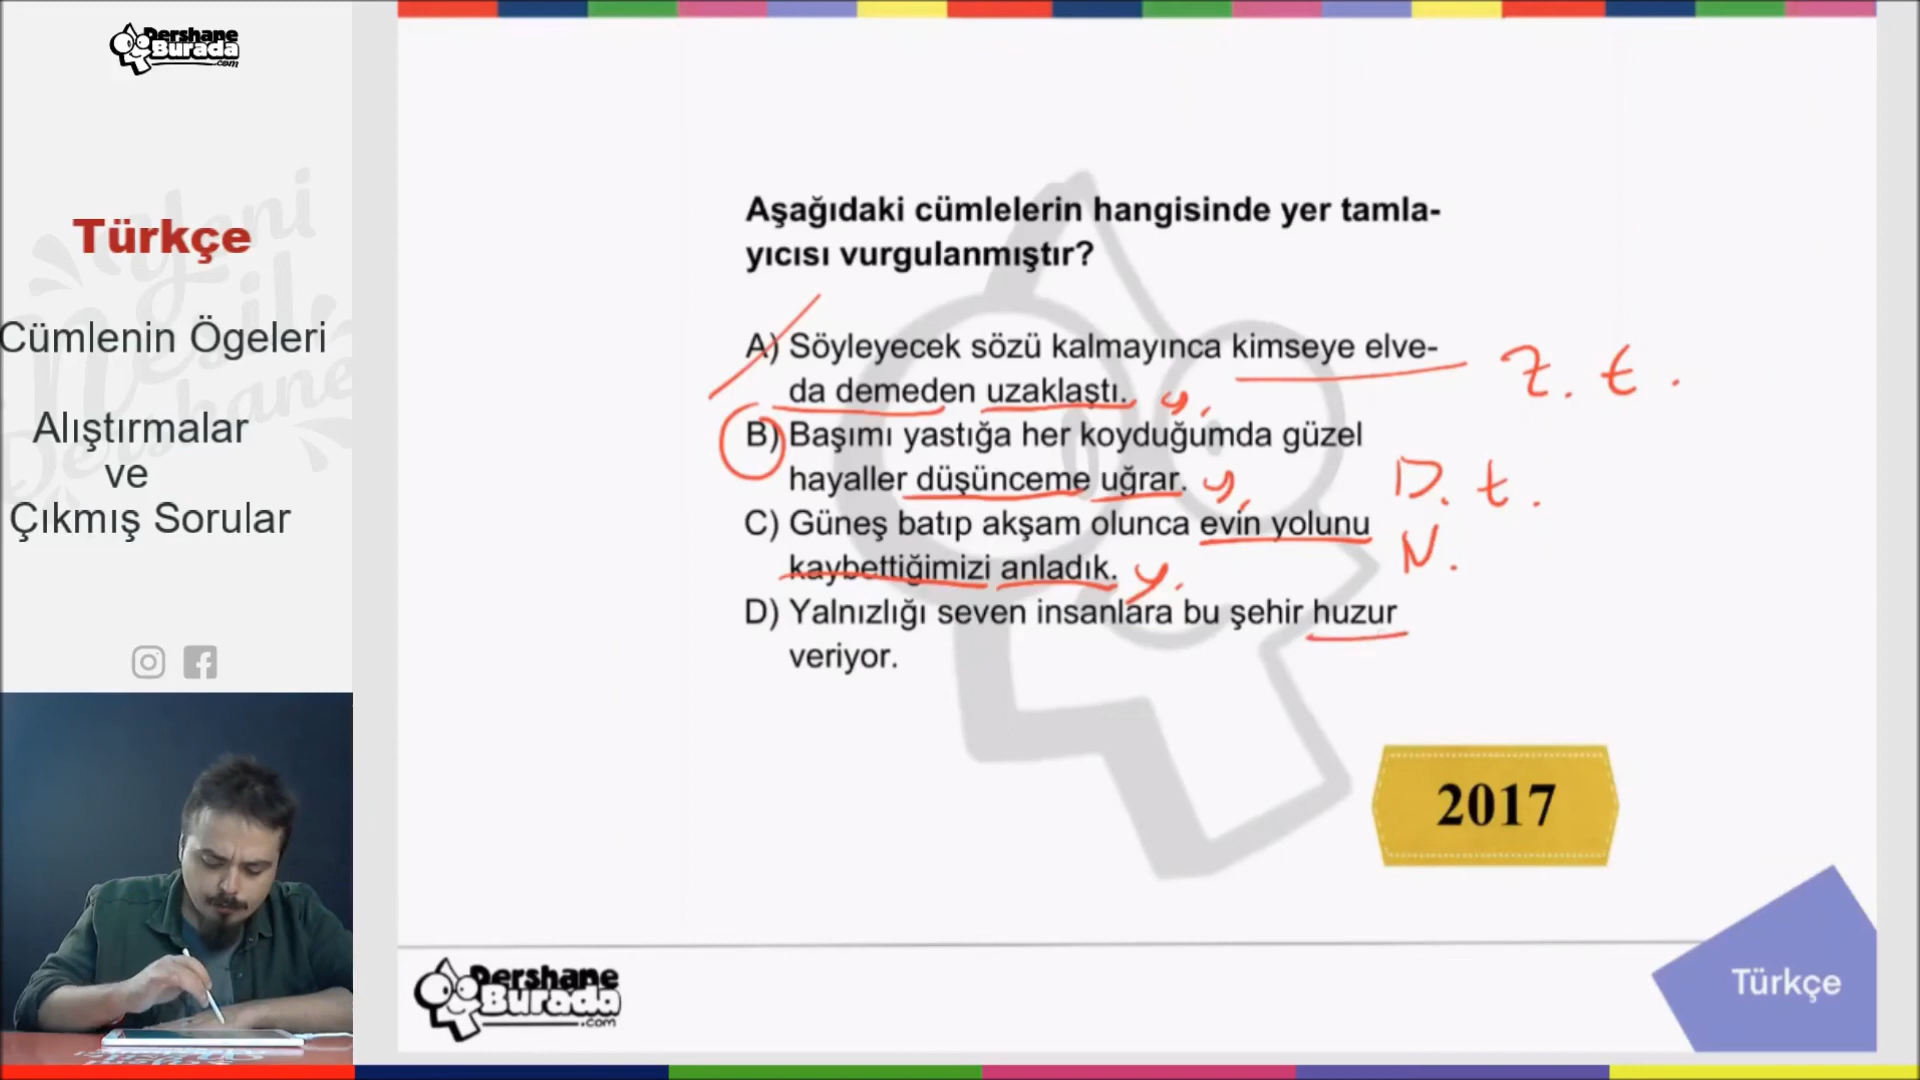 Dershane
Burada
.com
Türkçe
Cümlenin Ögeleri
Alıştırmalar
ve
Çıkmış Sorular
Aşağıdaki cümlelerin hangisinde yer tamla-
yıcısı vurgulanmıştır?
A) Söyleyecek sözü kalmayınca kimseye elve-
da demeden uzaklaştı.
y.
Z. t.
B) Başımı yastığa her koyduğumda güzel
hayaller düşünceme uğrar.
y.
D. t.
C) Güneş batıp akşam olunca evin yolunu
kaybettiğimizi anladık.
y.
N.
D) Yalnızlığı seven insanlara bu şehir huzur
veriyor.
2017
Dershane
Burada
.com
Türkçe